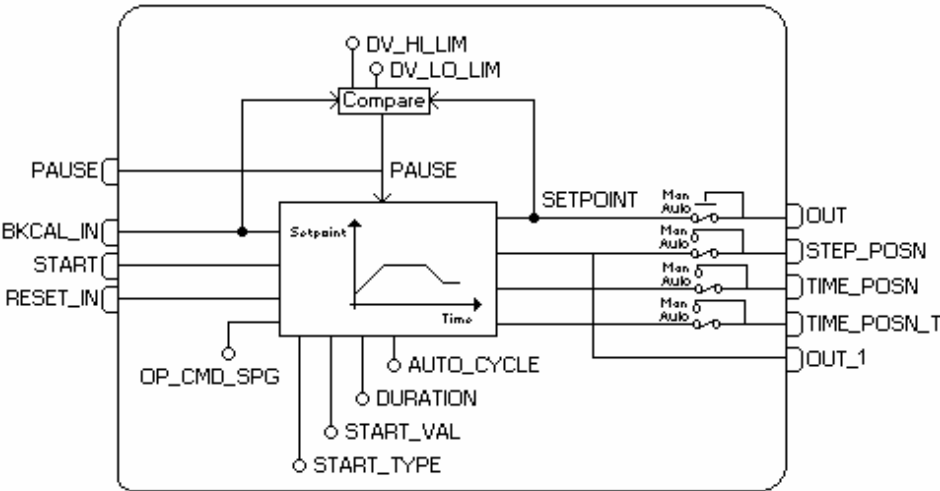 DV_HI_LIM
DV_LO_LIM
Compare
PAUSE
PAUSE
SETPOINT
Man
Auto
OUT
BKCAL_IN
Setpoint
Man
Auto
STEP_POSN
START
Man
Auto
TIME_POSN
RESET_IN
Time
Man
Auto
TIME_POSN_T
OUT_1
OP_CMD_SPG
AUTO_CYCLE
DURATION
START_VAL
START_TYPE